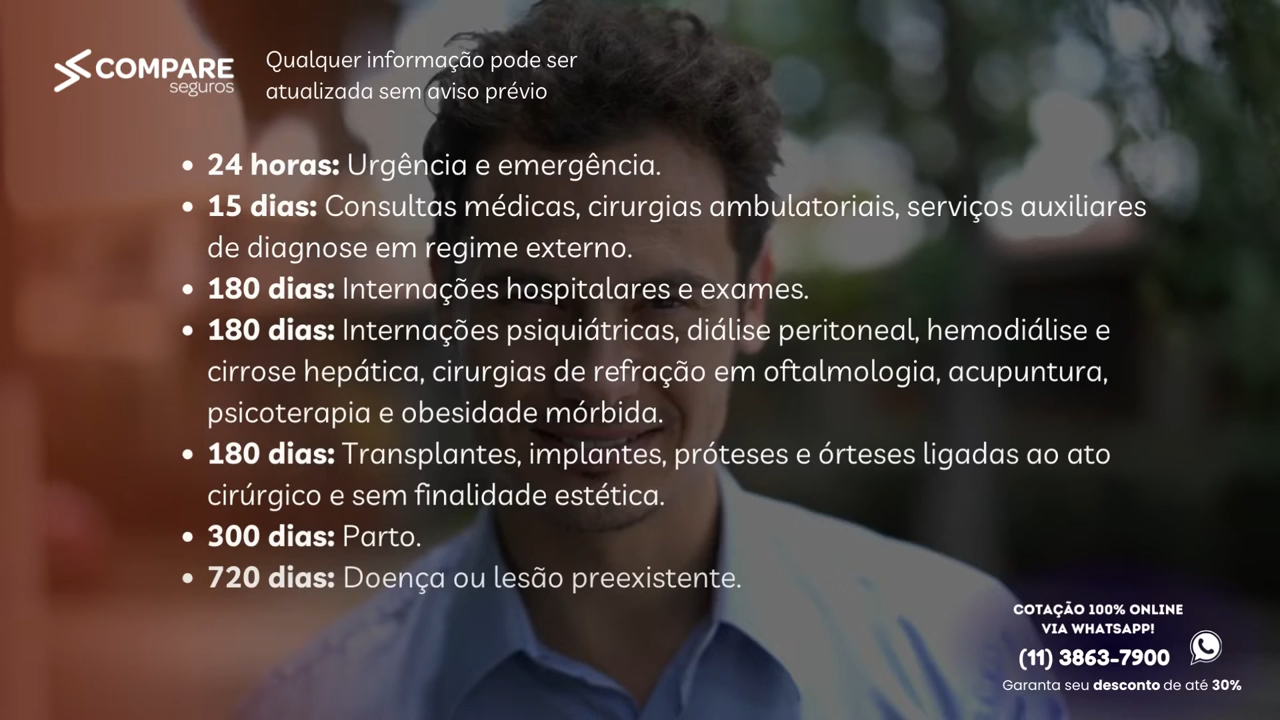 COMPARE
seguros
Qualquer informação pode ser
atualizada sem aviso prévio
• 24 horas: Urgência e emergência.
• 15 dias: Consultas médicas, cirurgias ambulatoriais, serviços auxiliares
de diagnose em regime externo.
• 180 dias: Internações hospitalares e exames.
• 180 dias: Internações psiquiátricas, diálise peritoneal, hemodiálise e
cirrose hepática, cirurgias de refração em oftalmologia, acupuntura,
psicoterapia e obesidade mórbida.
• 180 dias: Transplantes, implantes, próteses e órteses ligadas ao ato
cirúrgico e sem finalidade estética.
• 300 dias: Parto.
• 720 dias: Doença ou lesão preexistente.
COTAÇÃO 100% ONLINE
VIA WHATSAPP!
(11) 3863-7900
Garanta seu desconto de até 30%